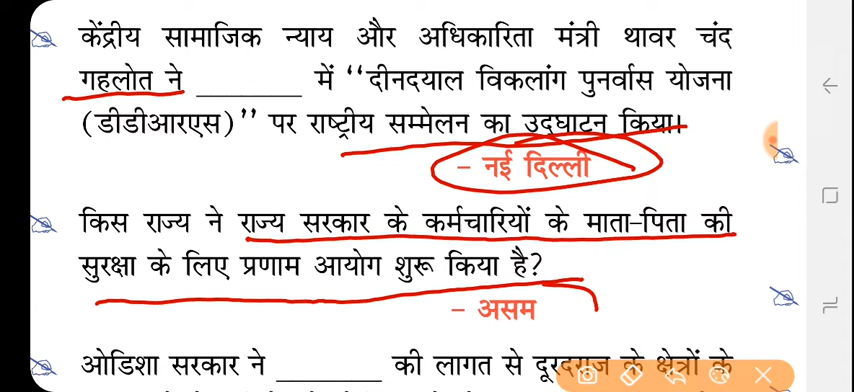 केंद्रीय सामाजिक न्याय और अधिकारिता मंत्री थावर चंद
गहलोत ने ________ में “दीनदयाल विकलांग पुनर्वास योजना
(डीडीआरएस)” पर राष्ट्रीय सम्मेलन का उद्घाटन किया।
- नई दिल्ली
किस राज्य ने राज्य सरकार के कर्मचारियों के माता-पिता की
सुरक्षा के लिए प्रणाम आयोग शुरू किया है?
- असम
ओडिशा सरकार ने ________ की लागत से दूरदराज के क्षेत्रों के